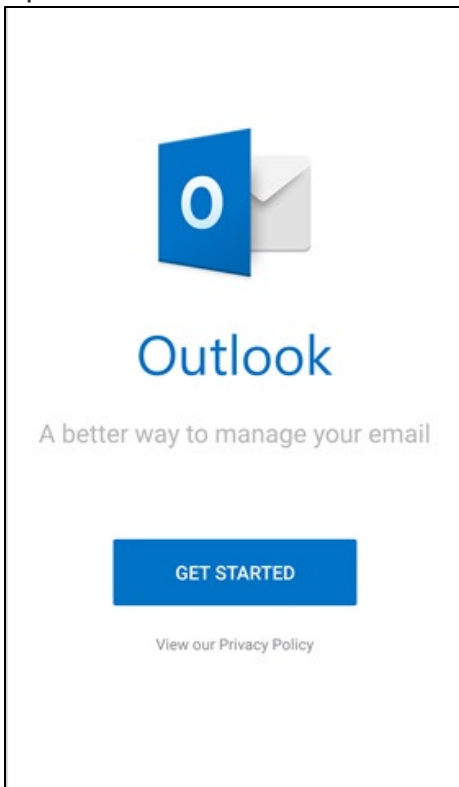 O
Outlook
A better way to manage your email
GET STARTED
View our Privacy Policy